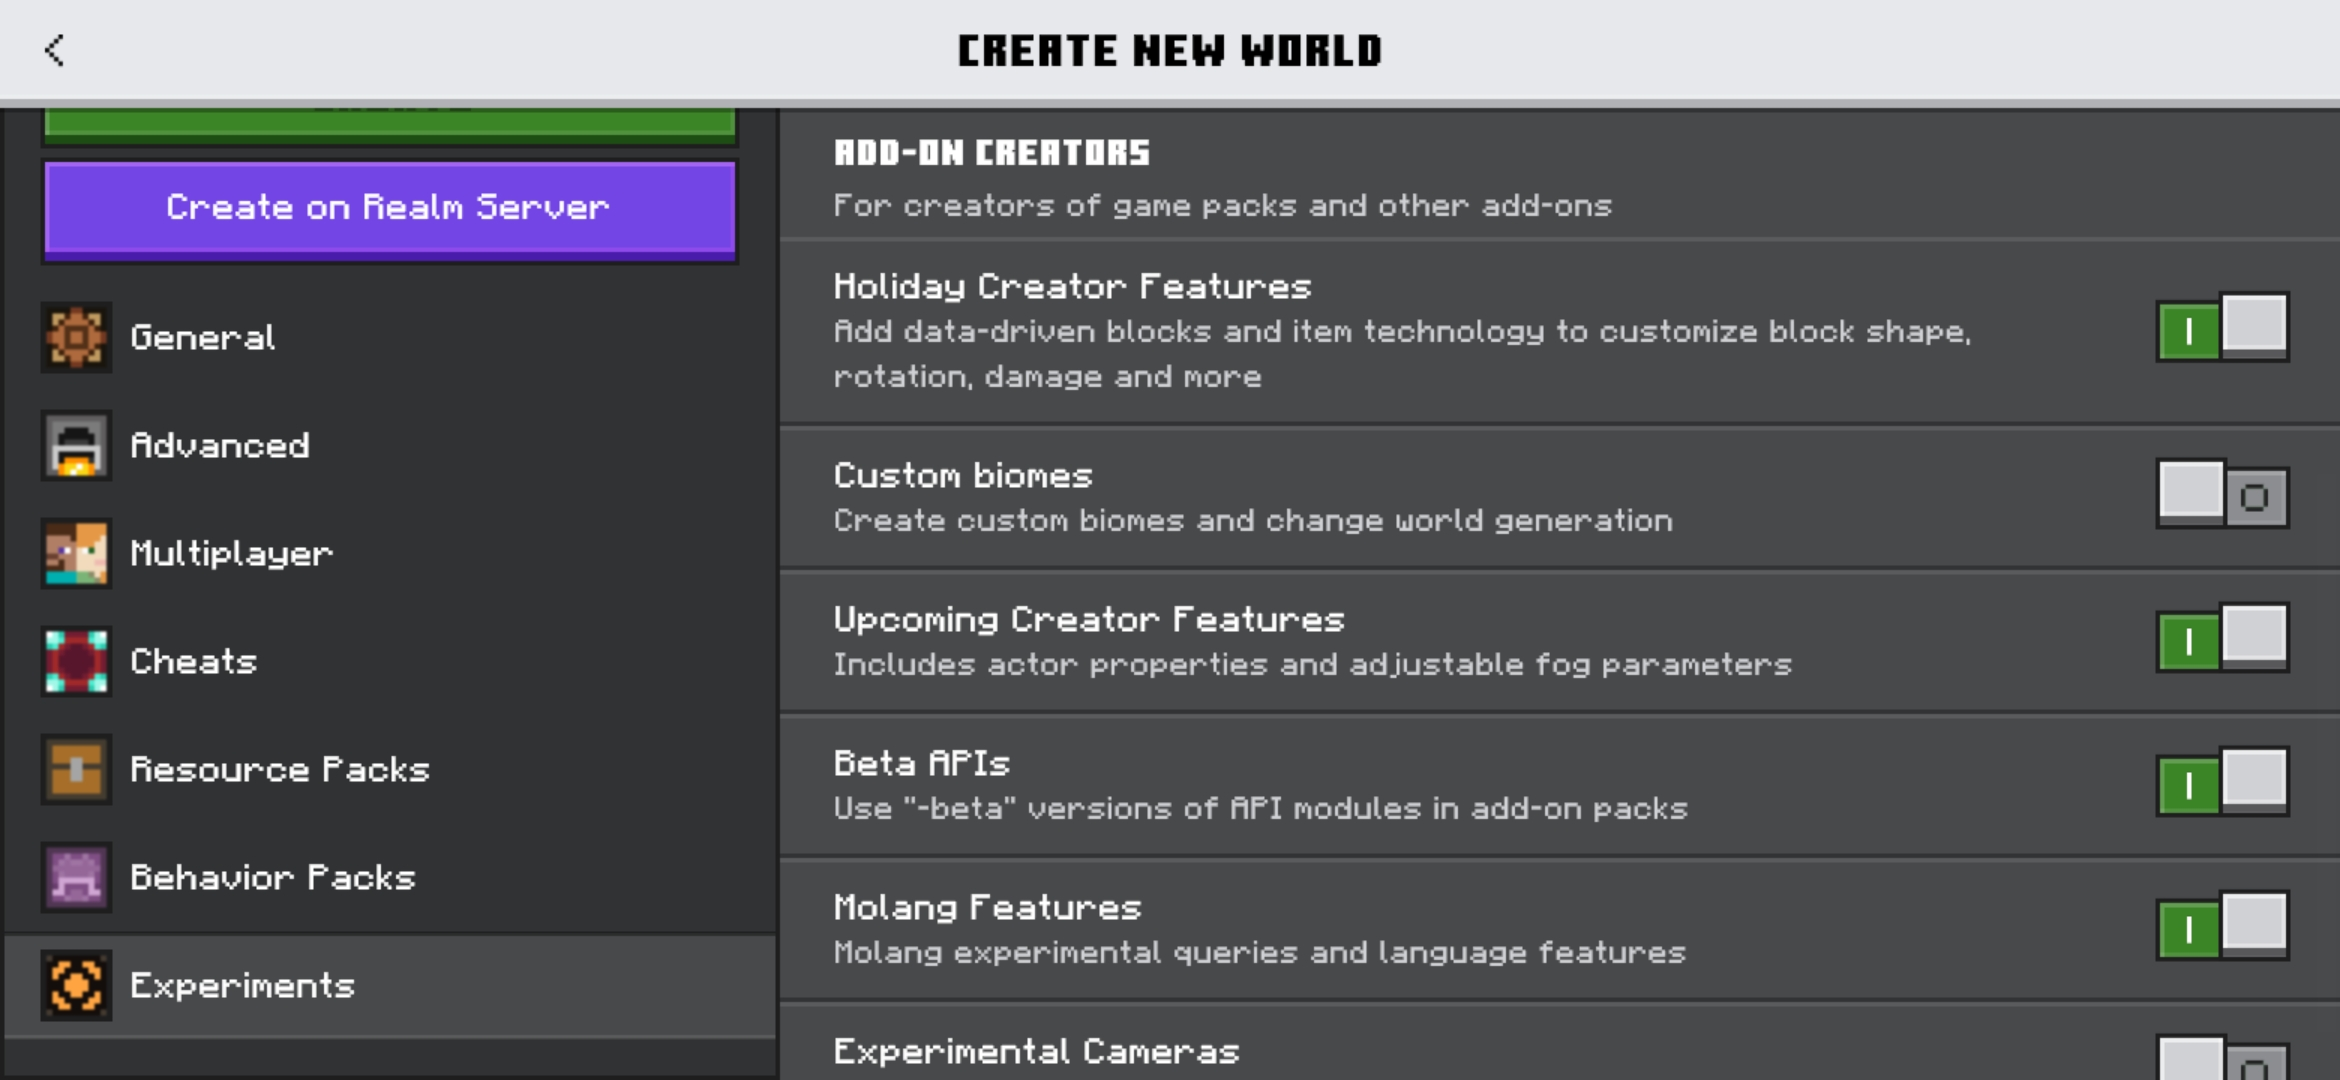 CREATE NEW WORLD
Create on Realm Server
General
Advanced
Multiplayer
Cheats
Resource Packs
Behavior Packs
Experiments
ADD-ON CREATORS
For creators of game packs and other add-ons
Holiday Creator Features
Add data-driven blocks and item technology to customize block shape,
rotation, damage and more
Custom biomes
Create custom biomes and change world generation
Upcoming Creator Features
Includes actor properties and adjustable fog parameters
Beta APIs
Use "-beta" versions of API modules in add-on packs
Molang Features
Molang experimental queries and language features
Experimental Cameras